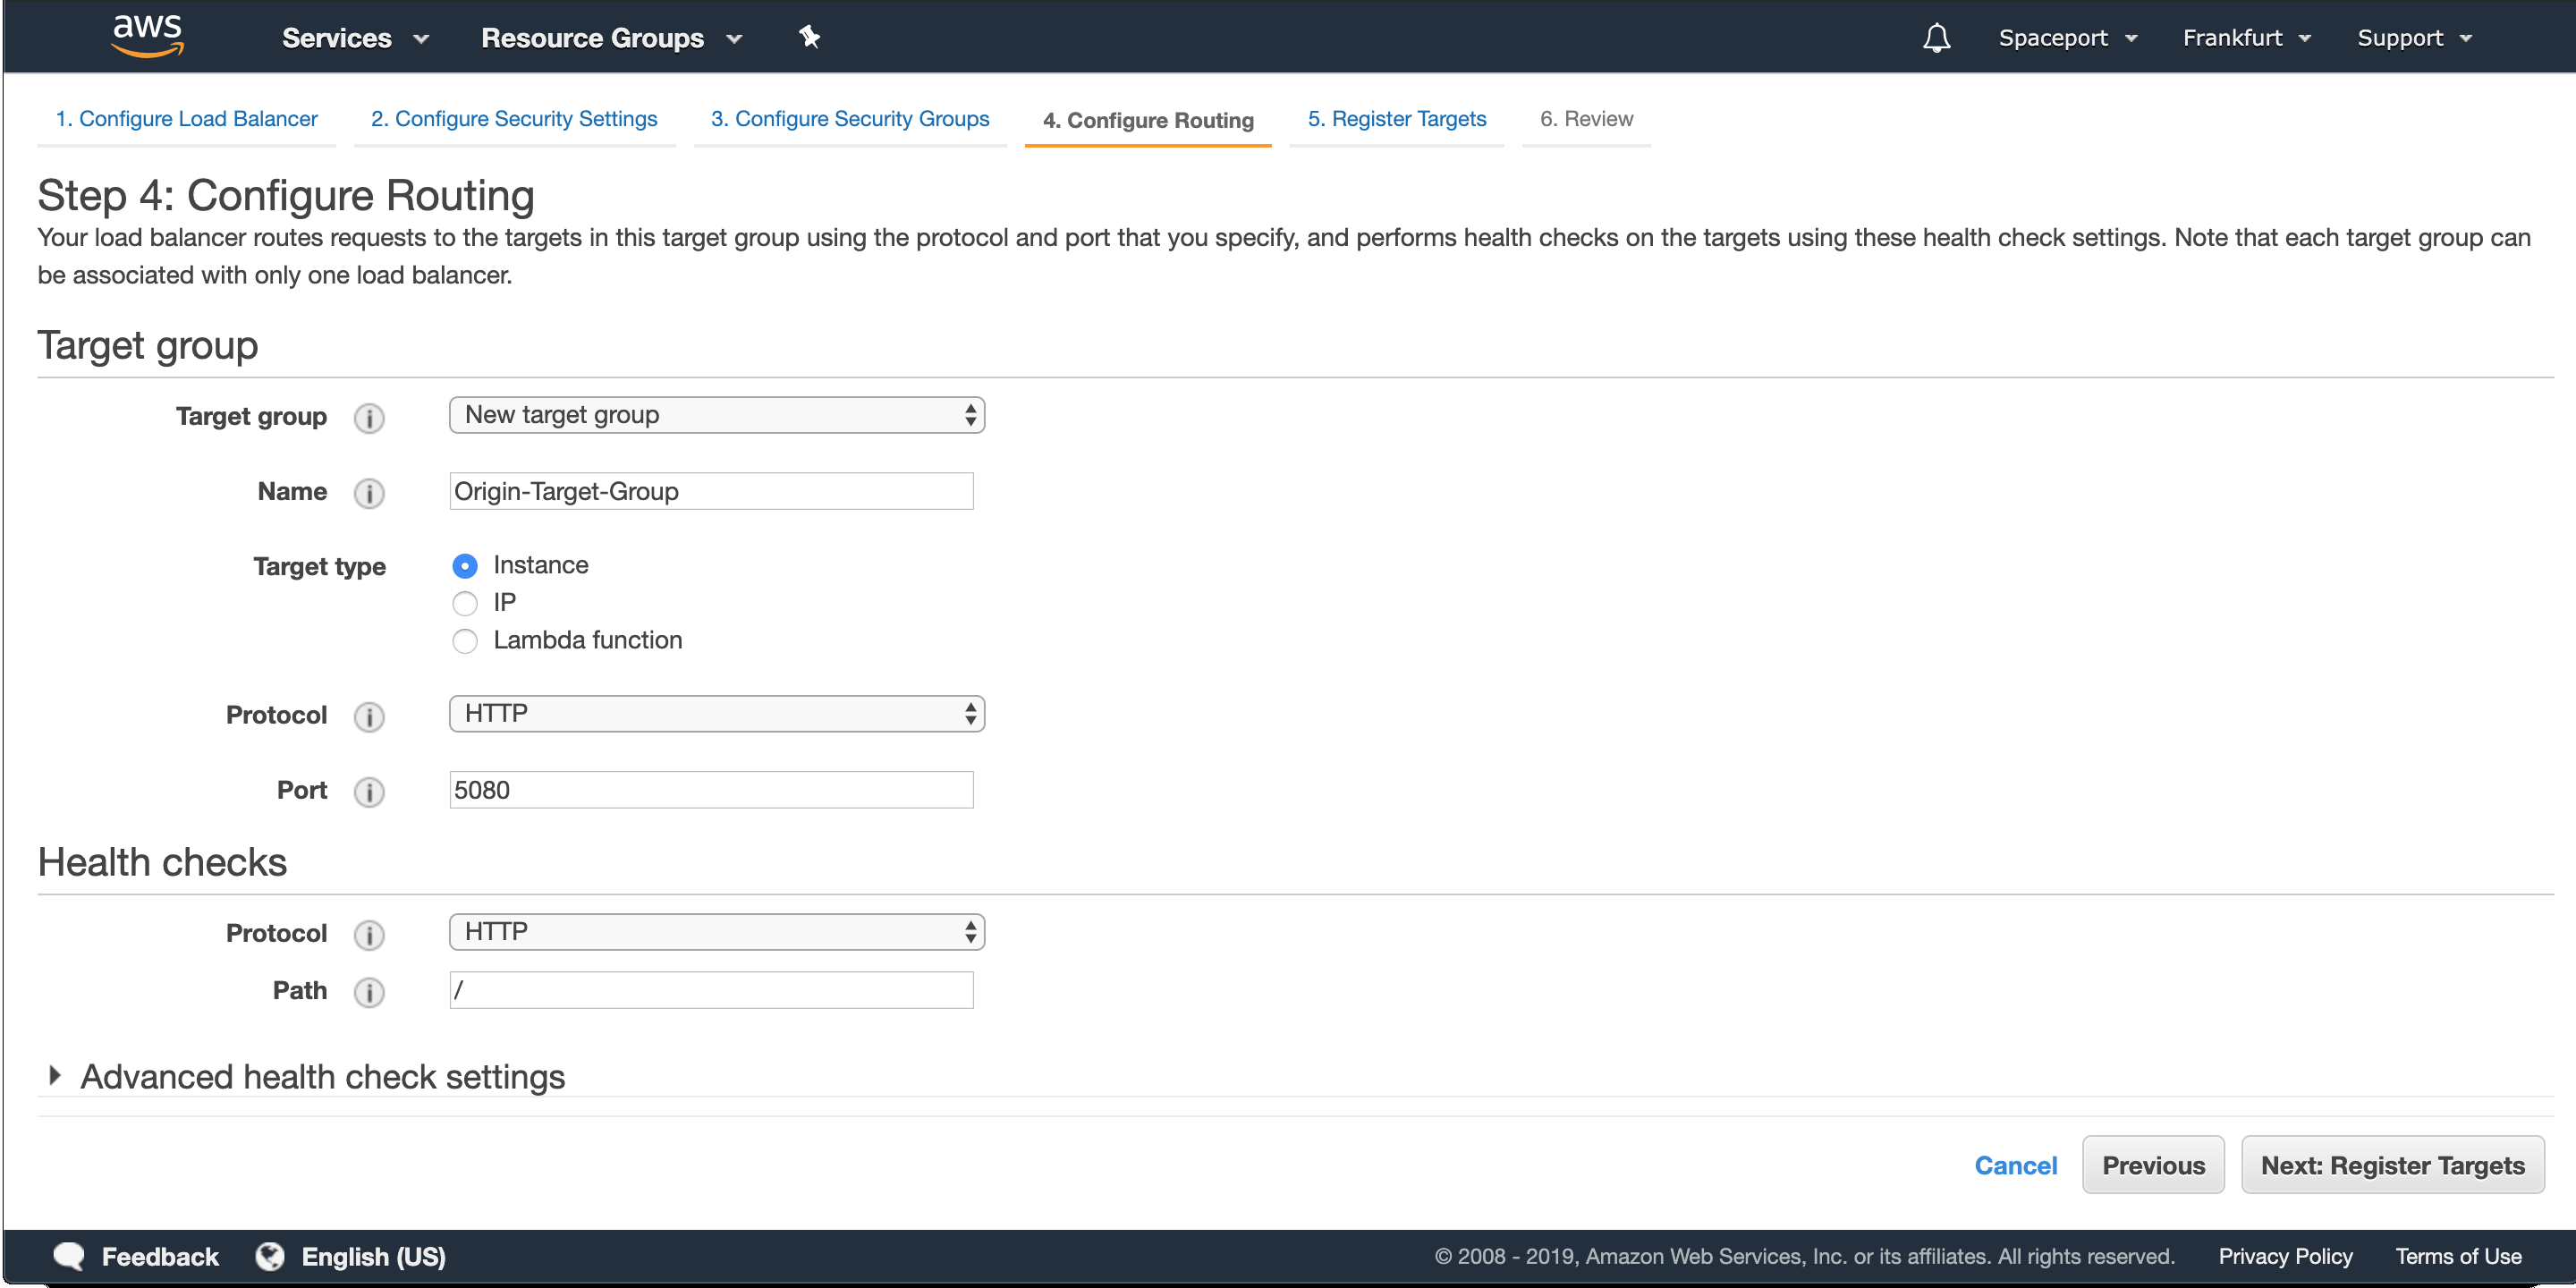 aws Services Resource Groups Spaceport Frankfurt Support
1. Configure Load Balancer 2. Configure Security Settings 3. Configure Security Groups 4. Configure Routing 5. Register Targets 6. Review
Step 4: Configure Routing
Your load balancer routes requests to the targets in this target group using the protocol and port that you specify, and performs health checks on the targets using these health check settings. Note that each target group can
be associated with only one load balancer.
Target group
Target group i New target group
Name i Origin-Target-Group
Target type Instance
IP
Lambda function
Protocol i HTTP
Port i 5080
Health checks
Protocol i HTTP
Path i /
Advanced health check settings
Cancel Previous Next: Register Targets
Feedback English (US) © 2008 - 2019, Amazon Web Services, Inc. or its affiliates. All rights reserved. Privacy Policy Terms of Use